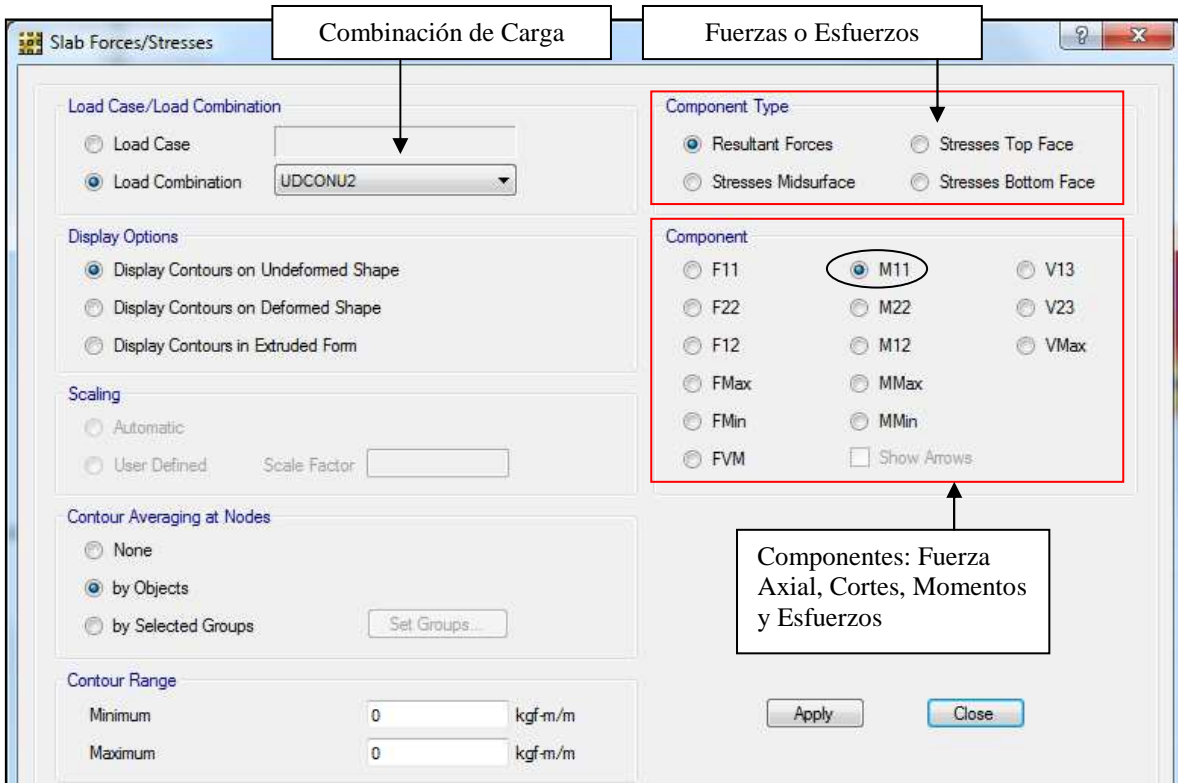 Combinación de Carga
Fuerzas o Esfuerzos
Slab Forces/Stresses
Load Case/Load Combination
Load Case
Load Combination UDCONU2
Component Type
Resultant Forces Stresses Top Face
Stresses Midsurface Stresses Bottom Face
Display Options
Display Contours on Undeformed Shape
Display Contours on Deformed Shape
Display Contours in Extruded Form
Component
F11 M11 V13
F22 M22 V23
F12 M12 VMax
FMax MMax
FMin MMin
FVM Show Arrows
Scaling
Automatic
User Defined Scale Factor
Contour Averaging at Nodes
None
by Objects
by Selected Groups Set Groups...
Componentes: Fuerza
Axial, Cortes, Momentos
y Esfuerzos
Contour Range
Minimum 0 kgf-m/m
Maximum 0 kgf-m/m
Apply Close